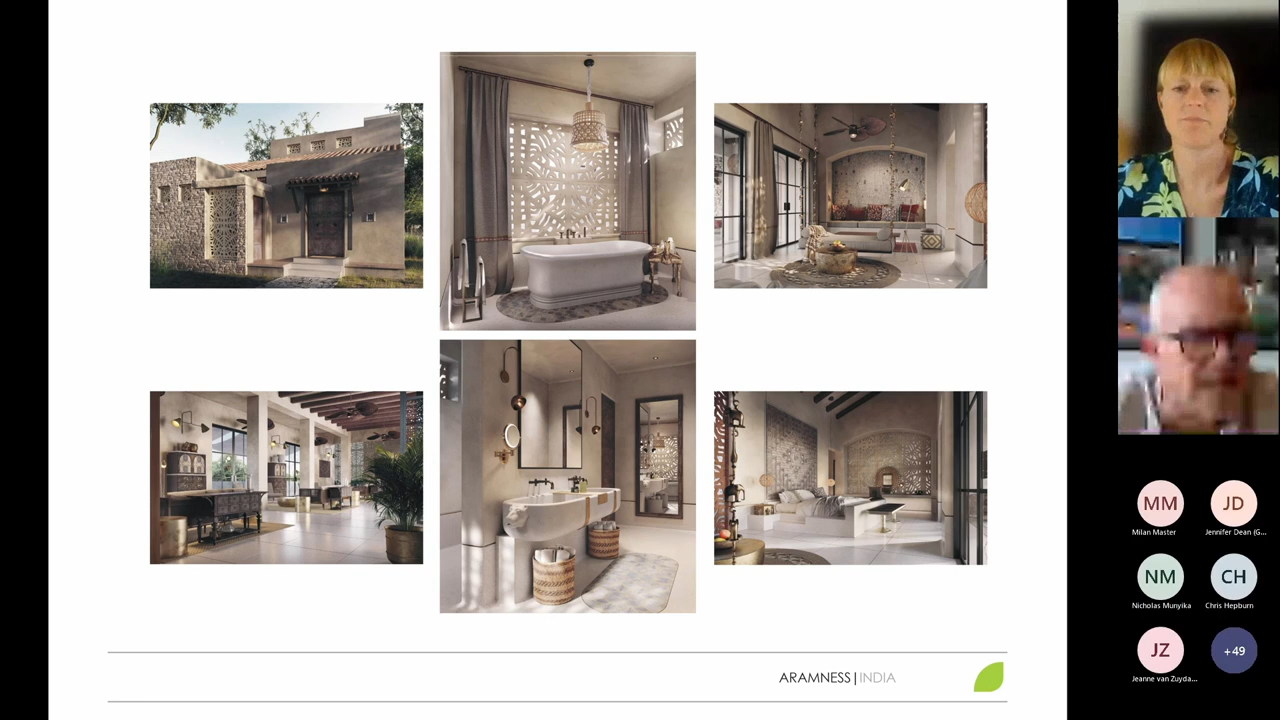 ARAMNESS | INDIA
MM
Milan Master
JD
Jennifer Dean (G...
NM
Nicholas Munyika
CH
Chris Hepburn
JZ
Jeanne van Zuyda...
+49